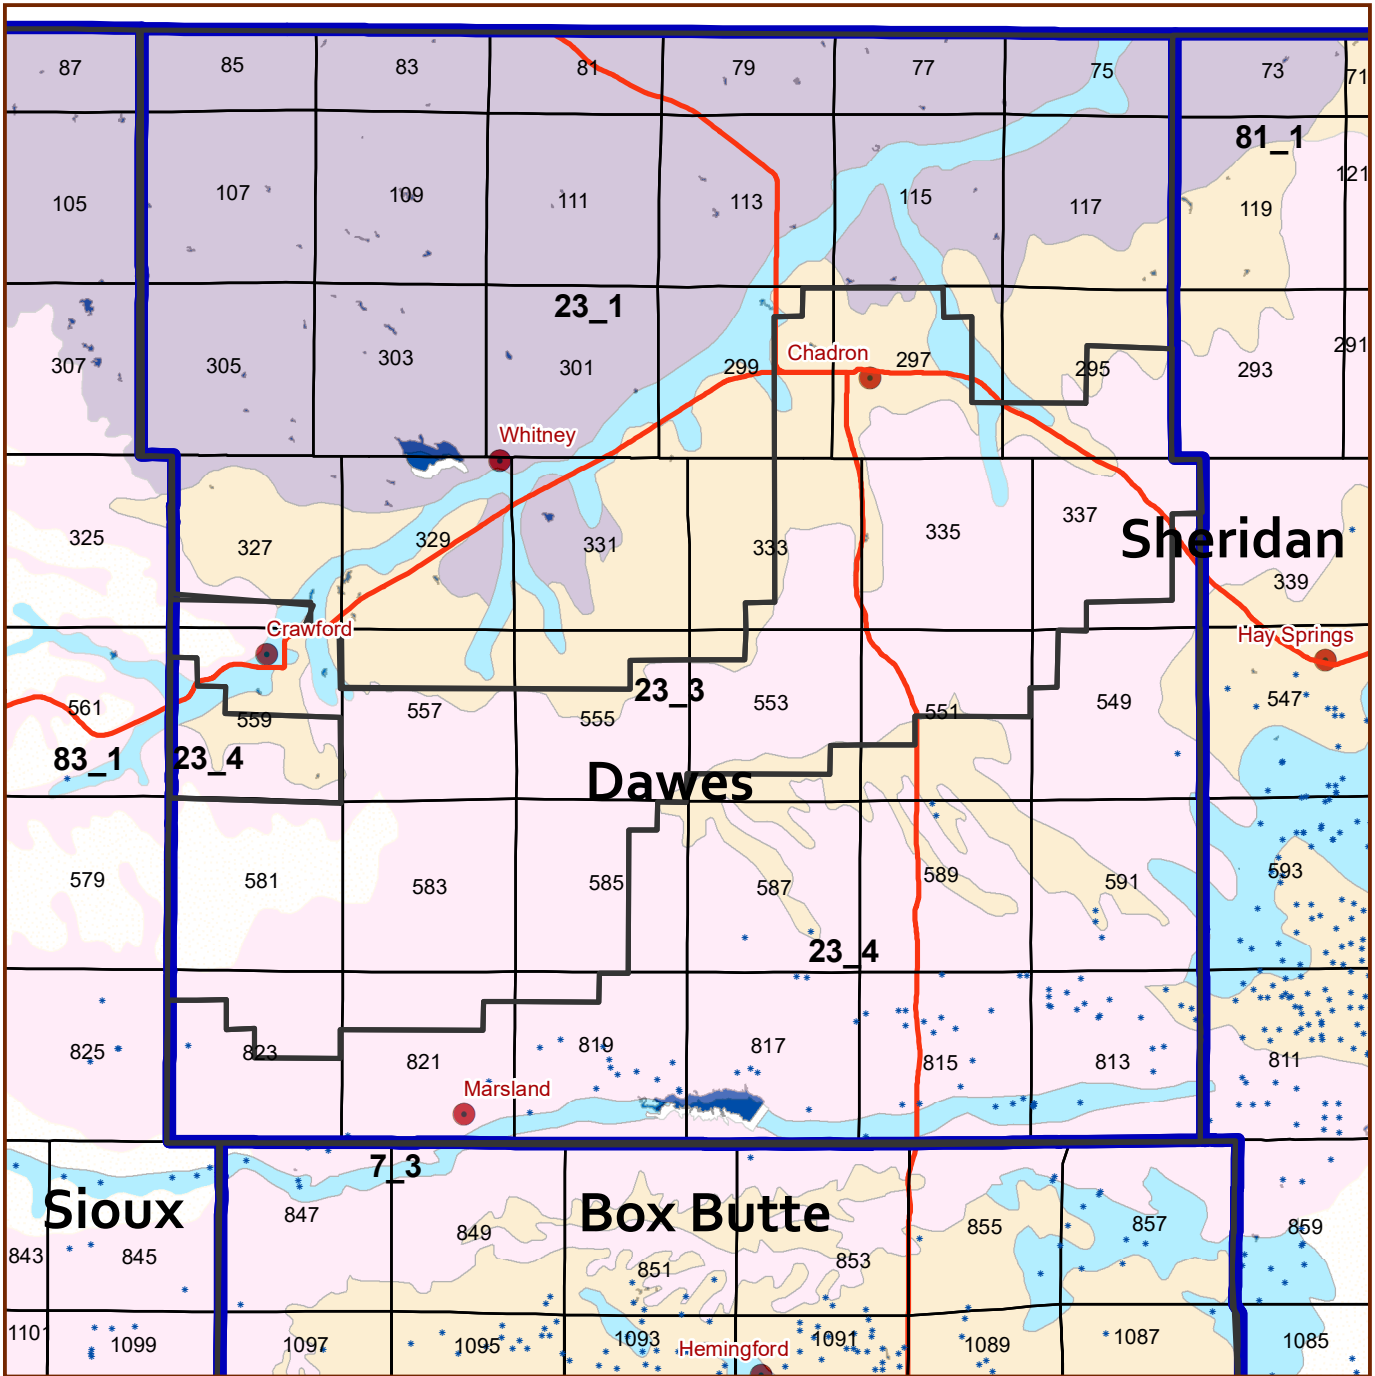 87 85 83 81 79 77 75 73 71
81_1
105 107 109 111 113 115 117 119 121
23_1
307 305 303 301 299 Chadron 297 295 293 291
Whitney
325 327 329 331 333 335 337 Sheridan
339
Crawford Hay Springs
561 559 557 555 23_3 553 551 549 547
83_1 23_4 Dawes
579 581 583 585 587 589 591 593
23_4
825 823 821 819 817 815 813 811
Marsland
7_3
Sioux 847 849 Box Butte 855 857 859
843 845 851 853
1101 1099 1097 1095 1093 1091 1089 1087 1085
Hemingford